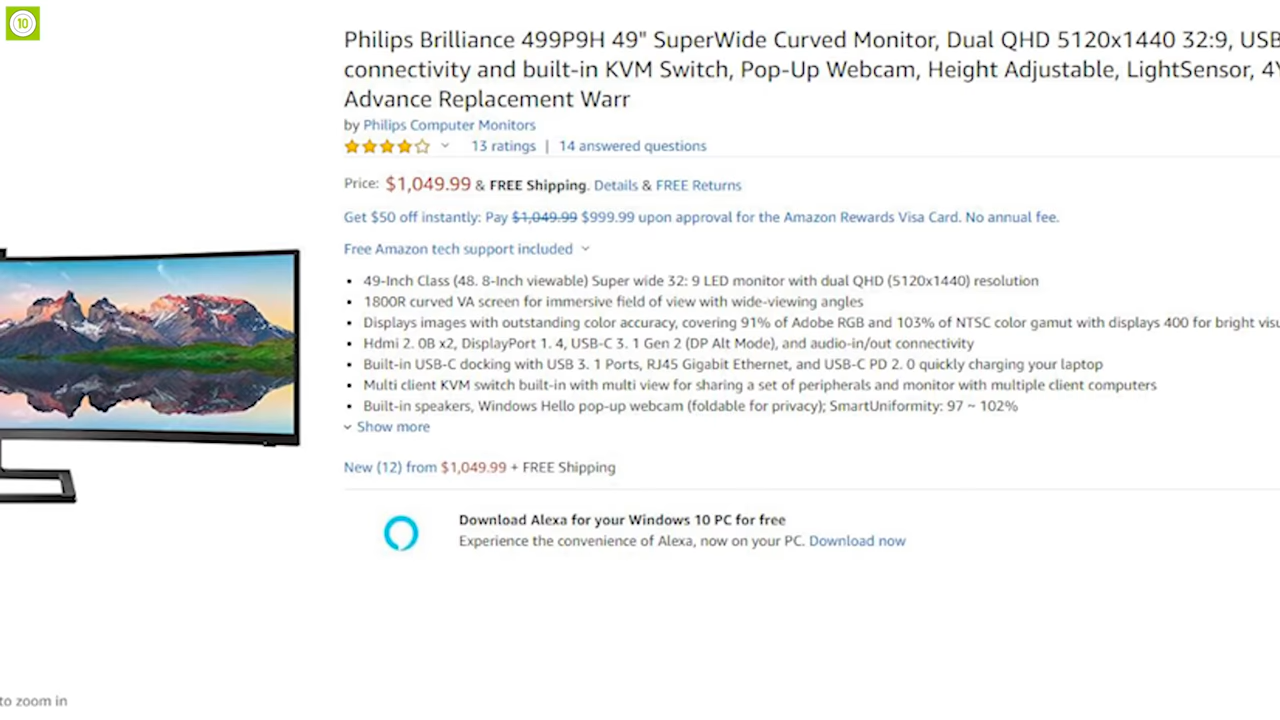 10
Philips Brilliance 499P9H 49" SuperWide Curved Monitor, Dual QHD 5120x1440 32:9, USB
connectivity and built-in KVM Switch, Pop-Up Webcam, Height Adjustable, LightSensor, 4Y
Advance Replacement Warr
by Philips Computer Monitors
13 ratings | 14 answered questions
Price: $1,049.99 & FREE Shipping. Details & FREE Returns
Get $50 off instantly: Pay $1,049.99 $999.99 upon approval for the Amazon Rewards Visa Card. No annual fee.
Free Amazon tech support included
• 49-Inch Class (48. 8-Inch viewable) Super wide 32: 9 LED monitor with dual QHD (5120x1440) resolution
• 1800R curved VA screen for immersive field of view with wide-viewing angles
• Displays images with outstanding color accuracy, covering 91% of Adobe RGB and 103% of NTSC color gamut with displays 400 for bright visu
• Hdmi 2. 0B x2, DisplayPort 1. 4, USB-C 3. 1 Gen 2 (DP Alt Mode), and audio-in/out connectivity
• Built-in USB-C docking with USB 3. 1 Ports, RJ45 Gigabit Ethernet, and USB-C PD 2. 0 quickly charging your laptop
• Multi client KVM switch built-in with multi view for sharing a set of peripherals and monitor with multiple client computers
• Built-in speakers, Windows Hello pop-up webcam (foldable for privacy); SmartUniformity: 97 ~ 102%
Show more
New (12) from $1,049.99 + FREE Shipping
Download Alexa for your Windows 10 PC for free
Experience the convenience of Alexa, now on your PC. Download now
to zoom in